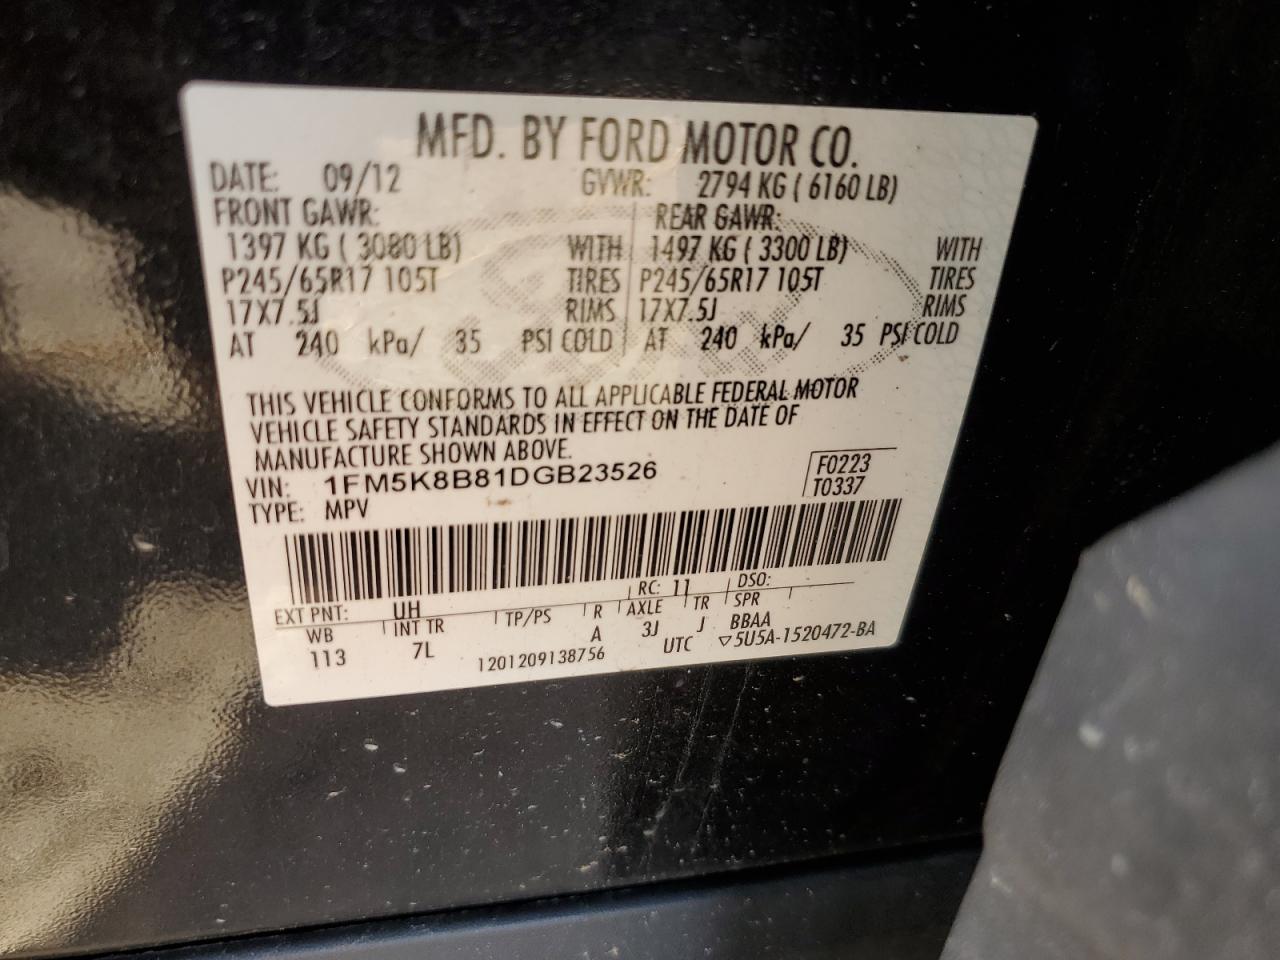 MFD. BY FORD MOTOR CO.
DATE: 09/12 GVWR: 2794 KG ( 6160 LB)
FRONT GAWR: REAR GAWR:
1397 KG ( 3080 LB) WITH 1497 KG ( 3300 LB) WITH
P245/65R17 105T TIRES P245/65R17 105T TIRES
17X7.5J RIMS 17X7.5J RIMS
AT 240 kPa/ 35 PSI COLD AT 240 kPa/ 35 PSI COLD
THIS VEHICLE CONFORMS TO ALL APPLICABLE FEDERAL MOTOR
VEHICLE SAFETY STANDARDS IN EFFECT ON THE DATE OF
MANUFACTURE SHOWN ABOVE.
VIN: 1FM5K8B81DGB23526 F0223
TYPE: MPV T0337
EXT PNT: UH RC: 11 DSO:
WB INT TR TP/PS R AXLE TR SPR
113 7L A 3J J BBAA
1201209138756 UTC ▽5U5A-1520472-BA